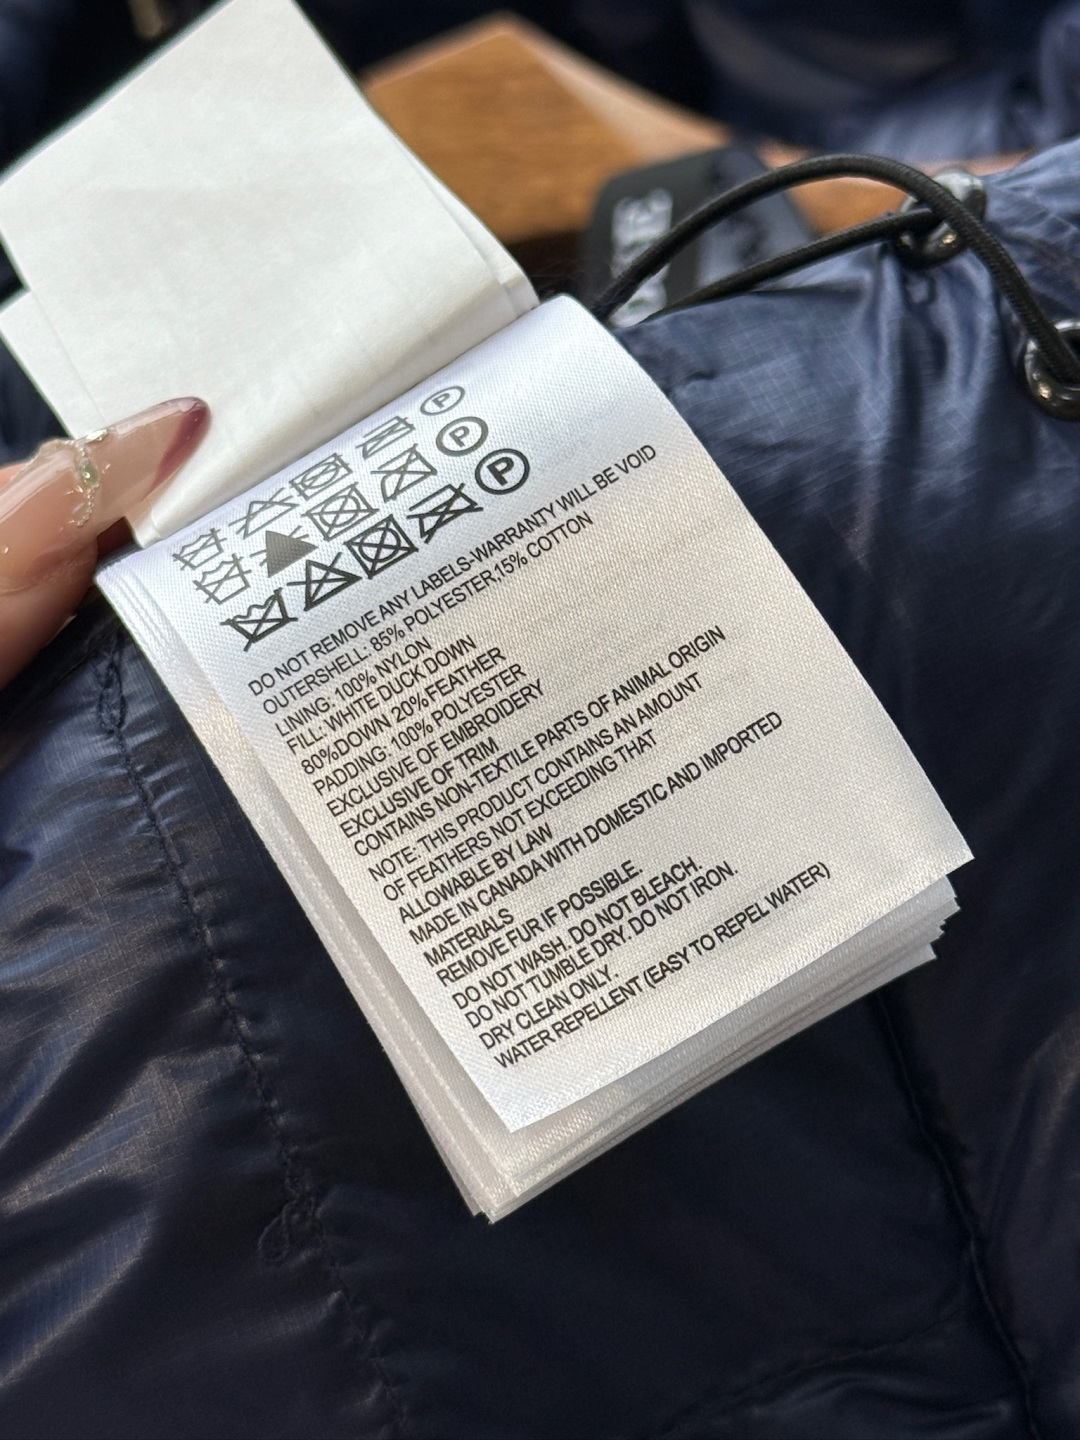 P
P
P
DO NOT REMOVE ANY LABELS-WARRANTY WILL BE VOID
OUTERSHELL: 85% POLYESTER,15% COTTON
LINING: 100% NYLON
FILL: WHITE DUCK DOWN
80%DOWN 20%FEATHER
PADDING: 100% POLYESTER
EXCLUSIVE OF EMBROIDERY
EXCLUSIVE OF TRIM
CONTAINS NON-TEXTILE PARTS OF ANIMAL ORIGIN
NOTE: THIS PRODUCT CONTAINS AN AMOUNT
OF FEATHERS NOT EXCEEDING THAT
ALLOWABLE BY LAW
MADE IN CANADA WITH DOMESTIC AND IMPORTED
MATERIALS
REMOVE FUR IF POSSIBLE.
DO NOT WASH. DO NOT BLEACH.
DO NOT TUMBLE DRY. DO NOT IRON.
DRY CLEAN ONLY.
WATER REPELLENT (EASY TO REPEL WATER)